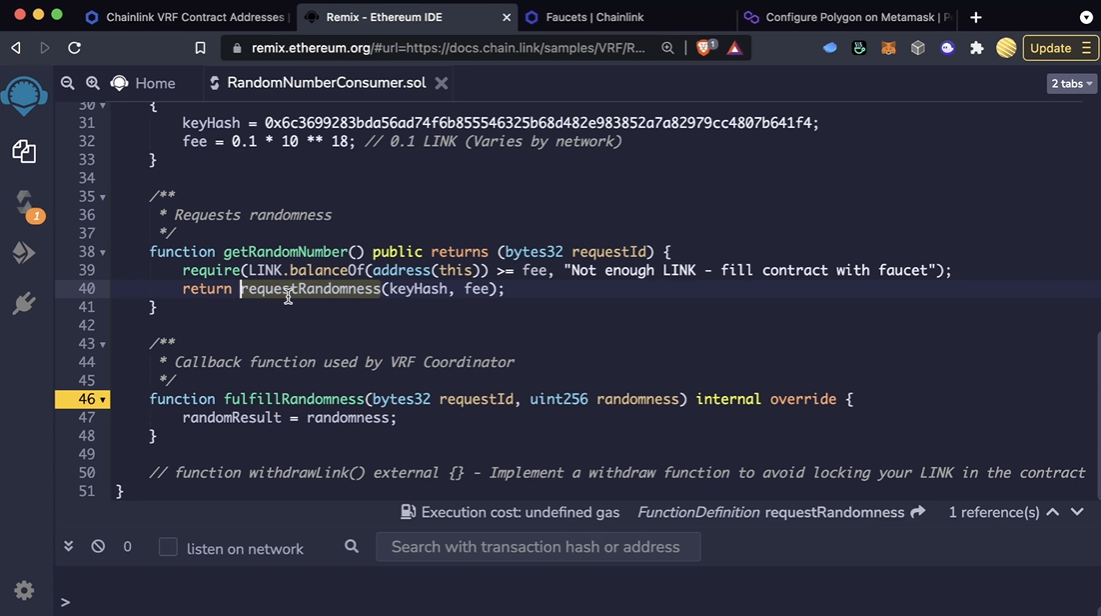 Chainlink VRF Contract Addresses
Remix - Ethereum IDE
Faucets | Chainlink
Configure Polygon on Metamask | P
remix.ethereum.org/#url=https://docs.chain.link/samples/VRF/R...
1
Update
Home
RandomNumberConsumer.sol
2 tabs
30 {
31 keyHash = 0x6c3699283bda56ad74f6b855546325b68d482e983852a7a82979cc4807b641f4;
32 fee = 0.1 * 10 ** 18; // 0.1 LINK (Varies by network)
33 }
34
35 /**
36 * Requests randomness
37 */
38 function getRandomNumber() public returns (bytes32 requestId) {
39 require(LINK.balanceOf(address(this)) >= fee, "Not enough LINK - fill contract with faucet");
40 return requestRandomness(keyHash, fee);
41 }
42
43 /**
44 * Callback function used by VRF Coordinator
45 */
46 function fulfillRandomness(bytes32 requestId, uint256 randomness) internal override {
47 randomResult = randomness;
48 }
49
50 // function withdrawLink() external {} - Implement a withdraw function to avoid locking your LINK in the contract
51 }
1
Execution cost: undefined gas FunctionDefinition requestRandomness 1 reference(s)
0 listen on network Search with transaction hash or address
>